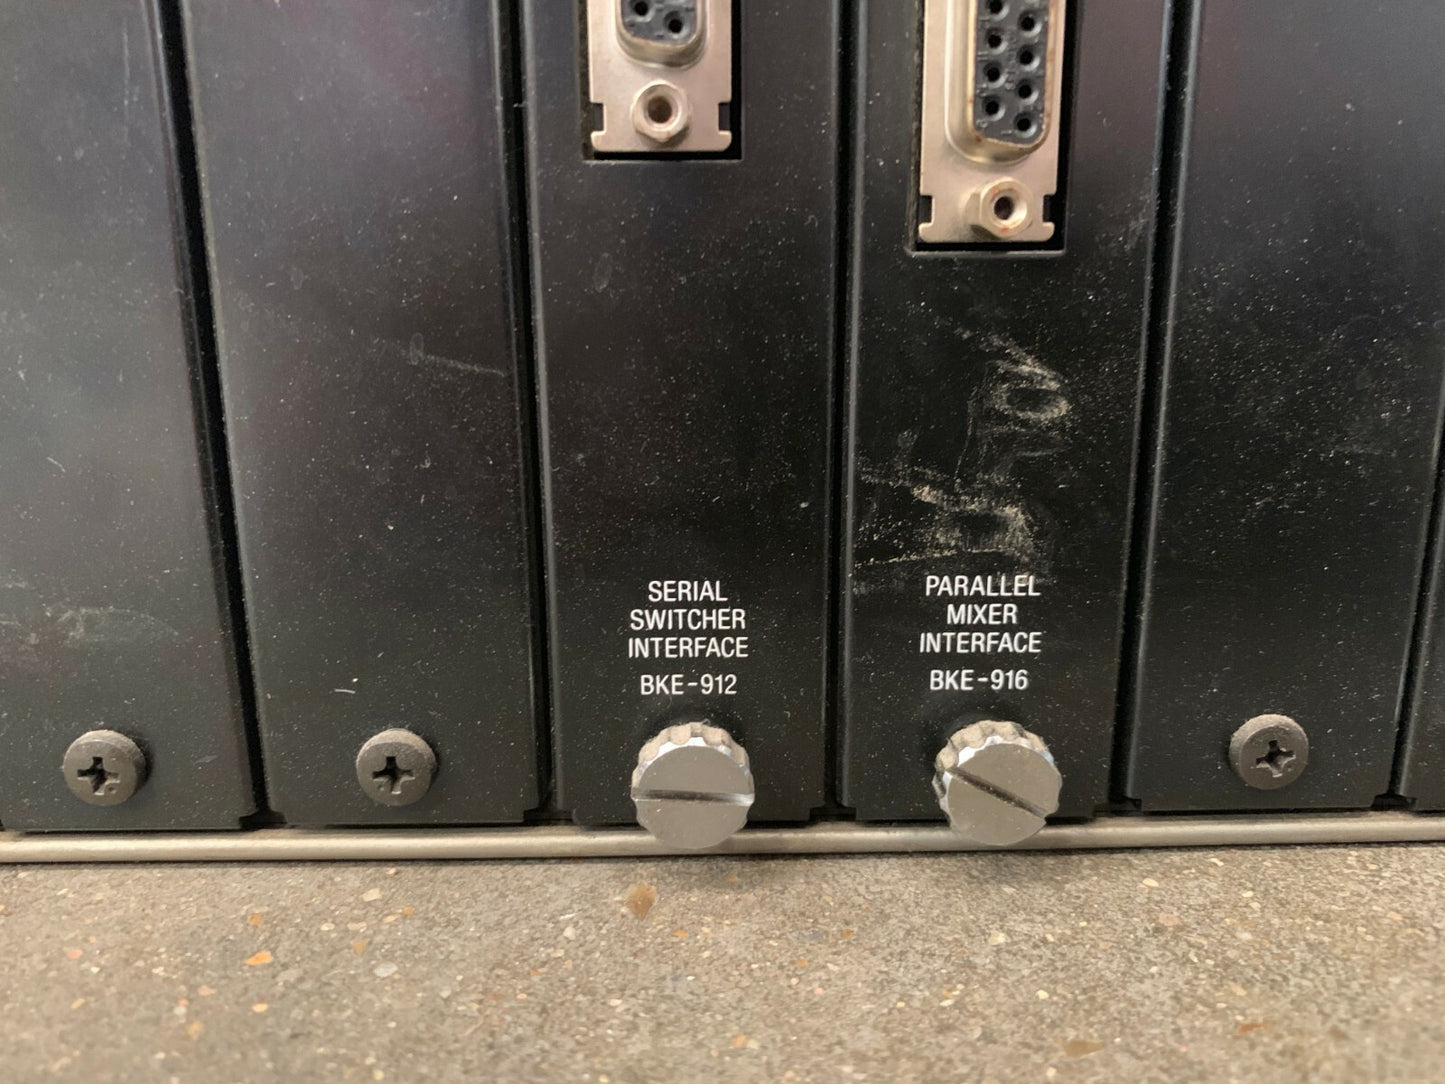 SERIAL
SWITCHER
INTERFACE
BKE-912
PARALLEL
MIXER
INTERFACE
BKE-916